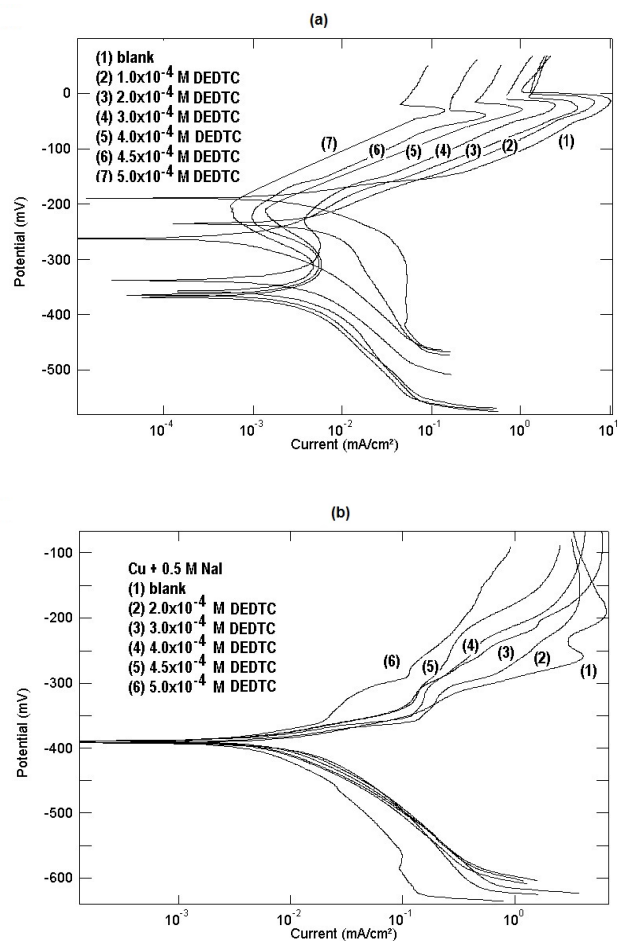 (a)
(1) blank
(2) 1.0x10-4 M DEDTC
(3) 2.0x10-4 M DEDTC
(4) 3.0x10-4 M DEDTC
(5) 4.0x10-4 M DEDTC
(6) 4.5x10-4 M DEDTC
(7) 5.0x10-4 M DEDTC
(7) (6) (5) (4) (3) (2) (1)
0
-100
-200
-300
-400
-500
Potential (mV)
10-4 10-3 10-2 10-1 100 101
Current (mA/cm²)
(b)
Cu + 0.5 M NaI
(1) blank
(2) 2.0x10-4 M DEDTC
(3) 3.0x10-4 M DEDTC
(4) 4.0x10-4 M DEDTC
(5) 4.5x10-4 M DEDTC
(6) 5.0x10-4 M DEDTC
(6) (5) (4) (3) (2) (1)
-100
-200
-300
-400
-500
-600
Potential (mV)
10-3 10-2 10-1 100
Current (mA/cm²)